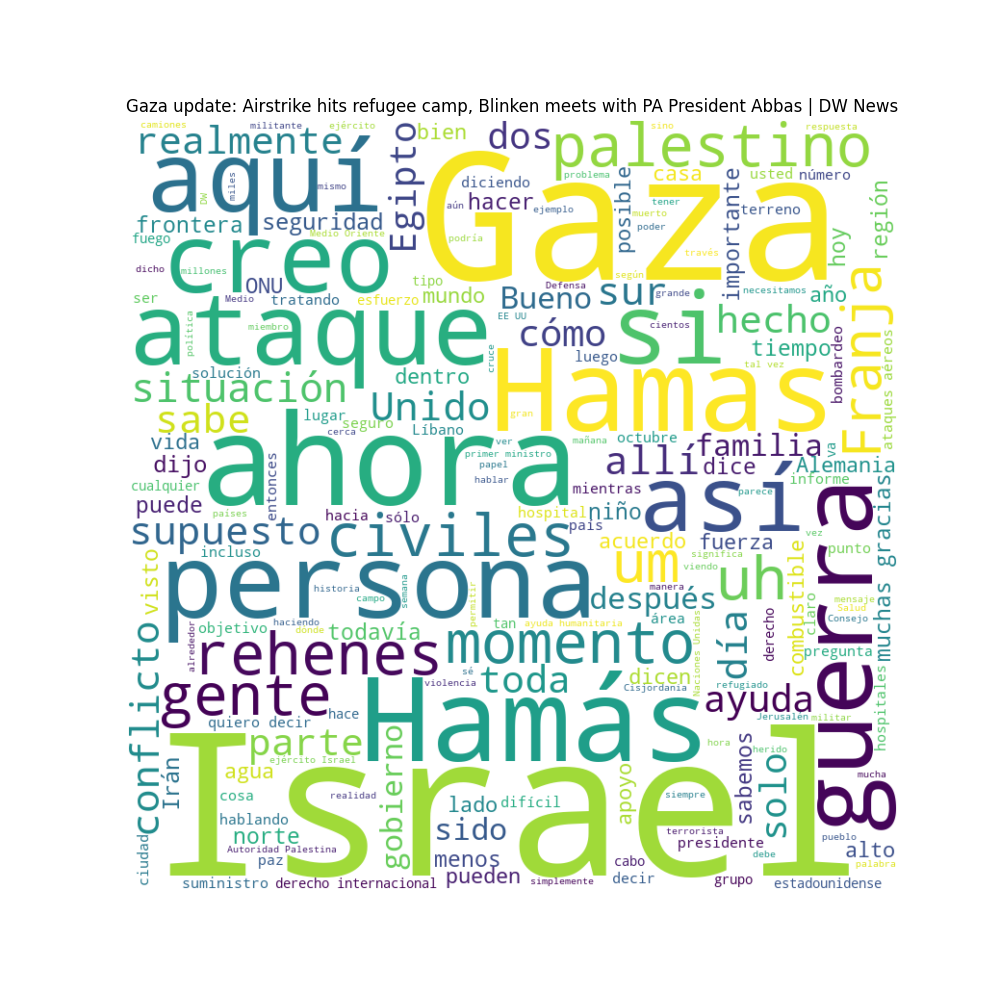 Gaza update: Airstrike hits refugee camp, Blinken meets with PA President Abbas | DW News
camiones
militante
ejército
bien
dos
sino
respuesta
realmente
Egipto
palestino
aquí
DW
miles
mismo
Gaza
diciendo
aún
hacer
ejemplo
problema
posible
casa
muerto
tener
poder
importante
usted
número
terreno
hoy
región
frontera
seguridad
fuego
Medio Oriente
podría
través
creo
dicho
millones
ONU
Medio
tratando
tipo
esfuerzo
mundo
según
Defensa
grande
necesitamos
ser
Bueno
sur
año
EE UU
política
miembro
ataque
cómo
si
cientos
hecho
Franja
cruce
luego
tiempo
tal vez
bombardeo
ataques aéreos
solución
situación
dentro
Hamas
sabe
lugar
seguro
cerca
Unido
Líbano
gran
vida
ahora
ver
primer ministro
papel
hablar
mañana
octubre
familia
va
dijo
entonces
allí
dice
Alemania
informe
cualquier
puede
países
hacia
sólo
mientras
parece
así
guerra
gracias
supuesto
civiles
hospital
niño
país
acuerdo
fuerza
vez
punto
incluso
um
significa
viendo
visto
persona
historia
campo
semana
uh
manera
combustible
claro
mensaje
Salud
Consejo
después
permitir
haciendo
dónde
alrededor
objetivo
todavía
tan
ayuda humanitaria
área
día
derecho
pregunta
muchas
rehenes
momento
sé
Naciones Unidas
violencia
toda
dicen
Cisjordania
refugiado
gente
ayuda
hospitales
conflicto
quiero decir
hace
Hamás
Jerusalén
militar
parte
ejército Israel
gobierno
hora
herido
Irán
agua
Israel
sabemos
solo
mucha
cosa
realidad
lado
difícil
apoyo
siempre
hablando
norte
sido
terrorista
presidente
pueblo
Autoridad Palestina
alto
ciudad
paz
menos
cabo
debe
palabra
suministro
derecho internacional
pueden
simplemente
decir
grupo
estadounidense